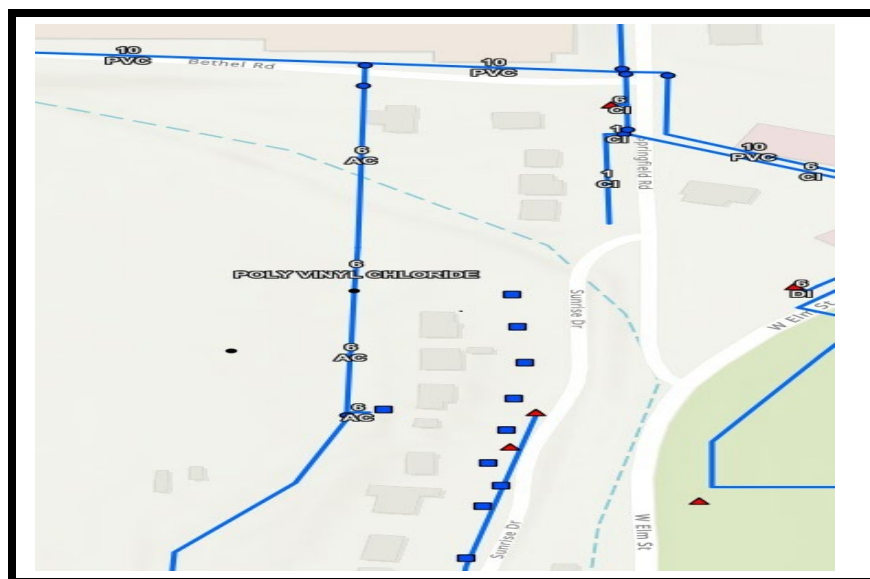 10
PVC
Bethel Rd
10
PVC
6
CI
1
CI
Springfield Rd
10
PVC
6
CI
6
AC
1
CI
6
POLY VINYL CHLORIDE
6
DI
Sunrise Dr
W Elm St
6
AC
6
AC
Sunrise Dr
W Elm St